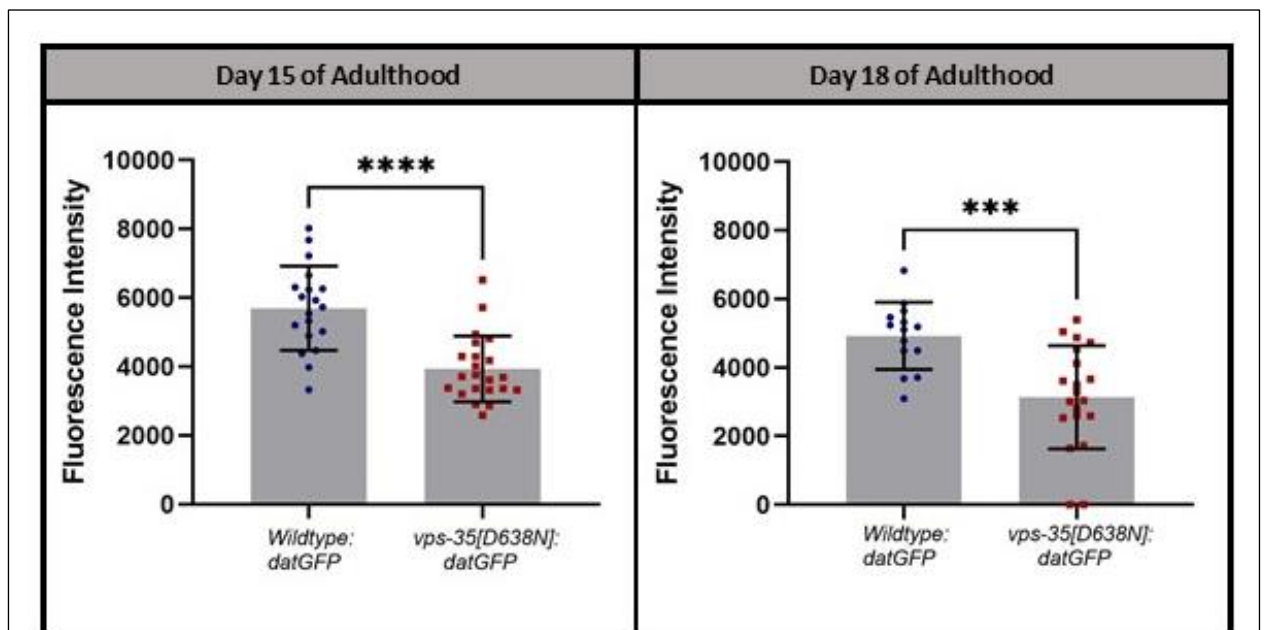 Day 15 of Adulthood
Day 18 of Adulthood
Fluorescence Intensity
10000
8000
6000
4000
2000
0
****
Wildtype:
datGFP
vps-35[D638N]:
datGFP
Fluorescence Intensity
10000
8000
6000
4000
2000
0
***
Wildtype:
datGFP
vps-35[D638N]:
datGFP